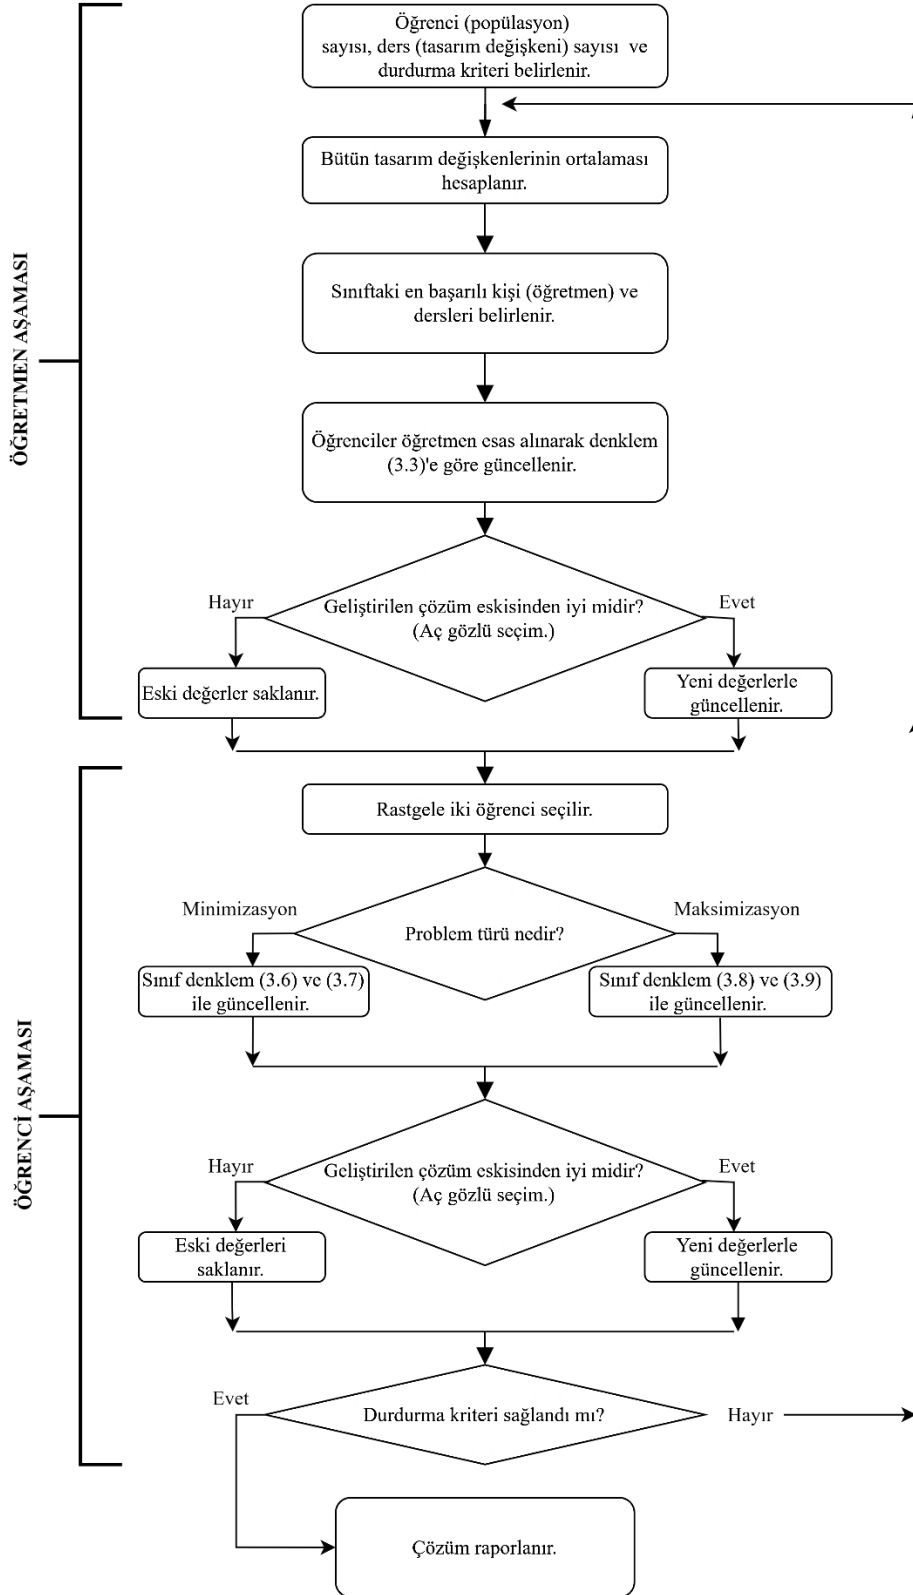 Öğrenci (popülasyon)
sayısı, ders (tasarım değişkeni) sayısı ve
durdurma kriteri belirlenir.
Bütün tasarım değişkenlerinin ortalaması
hesaplanır.
ÖĞRETMEN AŞAMASI
Sınıftaki en başarılı kişi (öğretmen) ve
dersleri belirlenir.
Öğrenciler öğretmen esas alınarak denklem
(3.3)'e göre güncellenir.
Hayır
Geliştirilen çözüm eskisinden iyi midir?
(Aç gözlü seçim.)
Evet
Eski değerler saklanır.
Yeni değerlerle
güncellenir.
Rastgele iki öğrenci seçilir.
Minimizasyon
Problem türü nedir?
Maksimizasyon
Sınıf denklem (3.6) ve (3.7)
ile güncellenir.
Sınıf denklem (3.8) ve (3.9)
ile güncellenir.
ÖĞRENCİ AŞAMASI
Hayır
Geliştirilen çözüm eskisinden iyi midir?
(Aç gözlü seçim.)
Evet
Eski değerleri
saklanır.
Yeni değerlerle
güncellenir.
Evet
Durdurma kriteri sağlandı mı?
Hayır
Çözüm raporlanır.